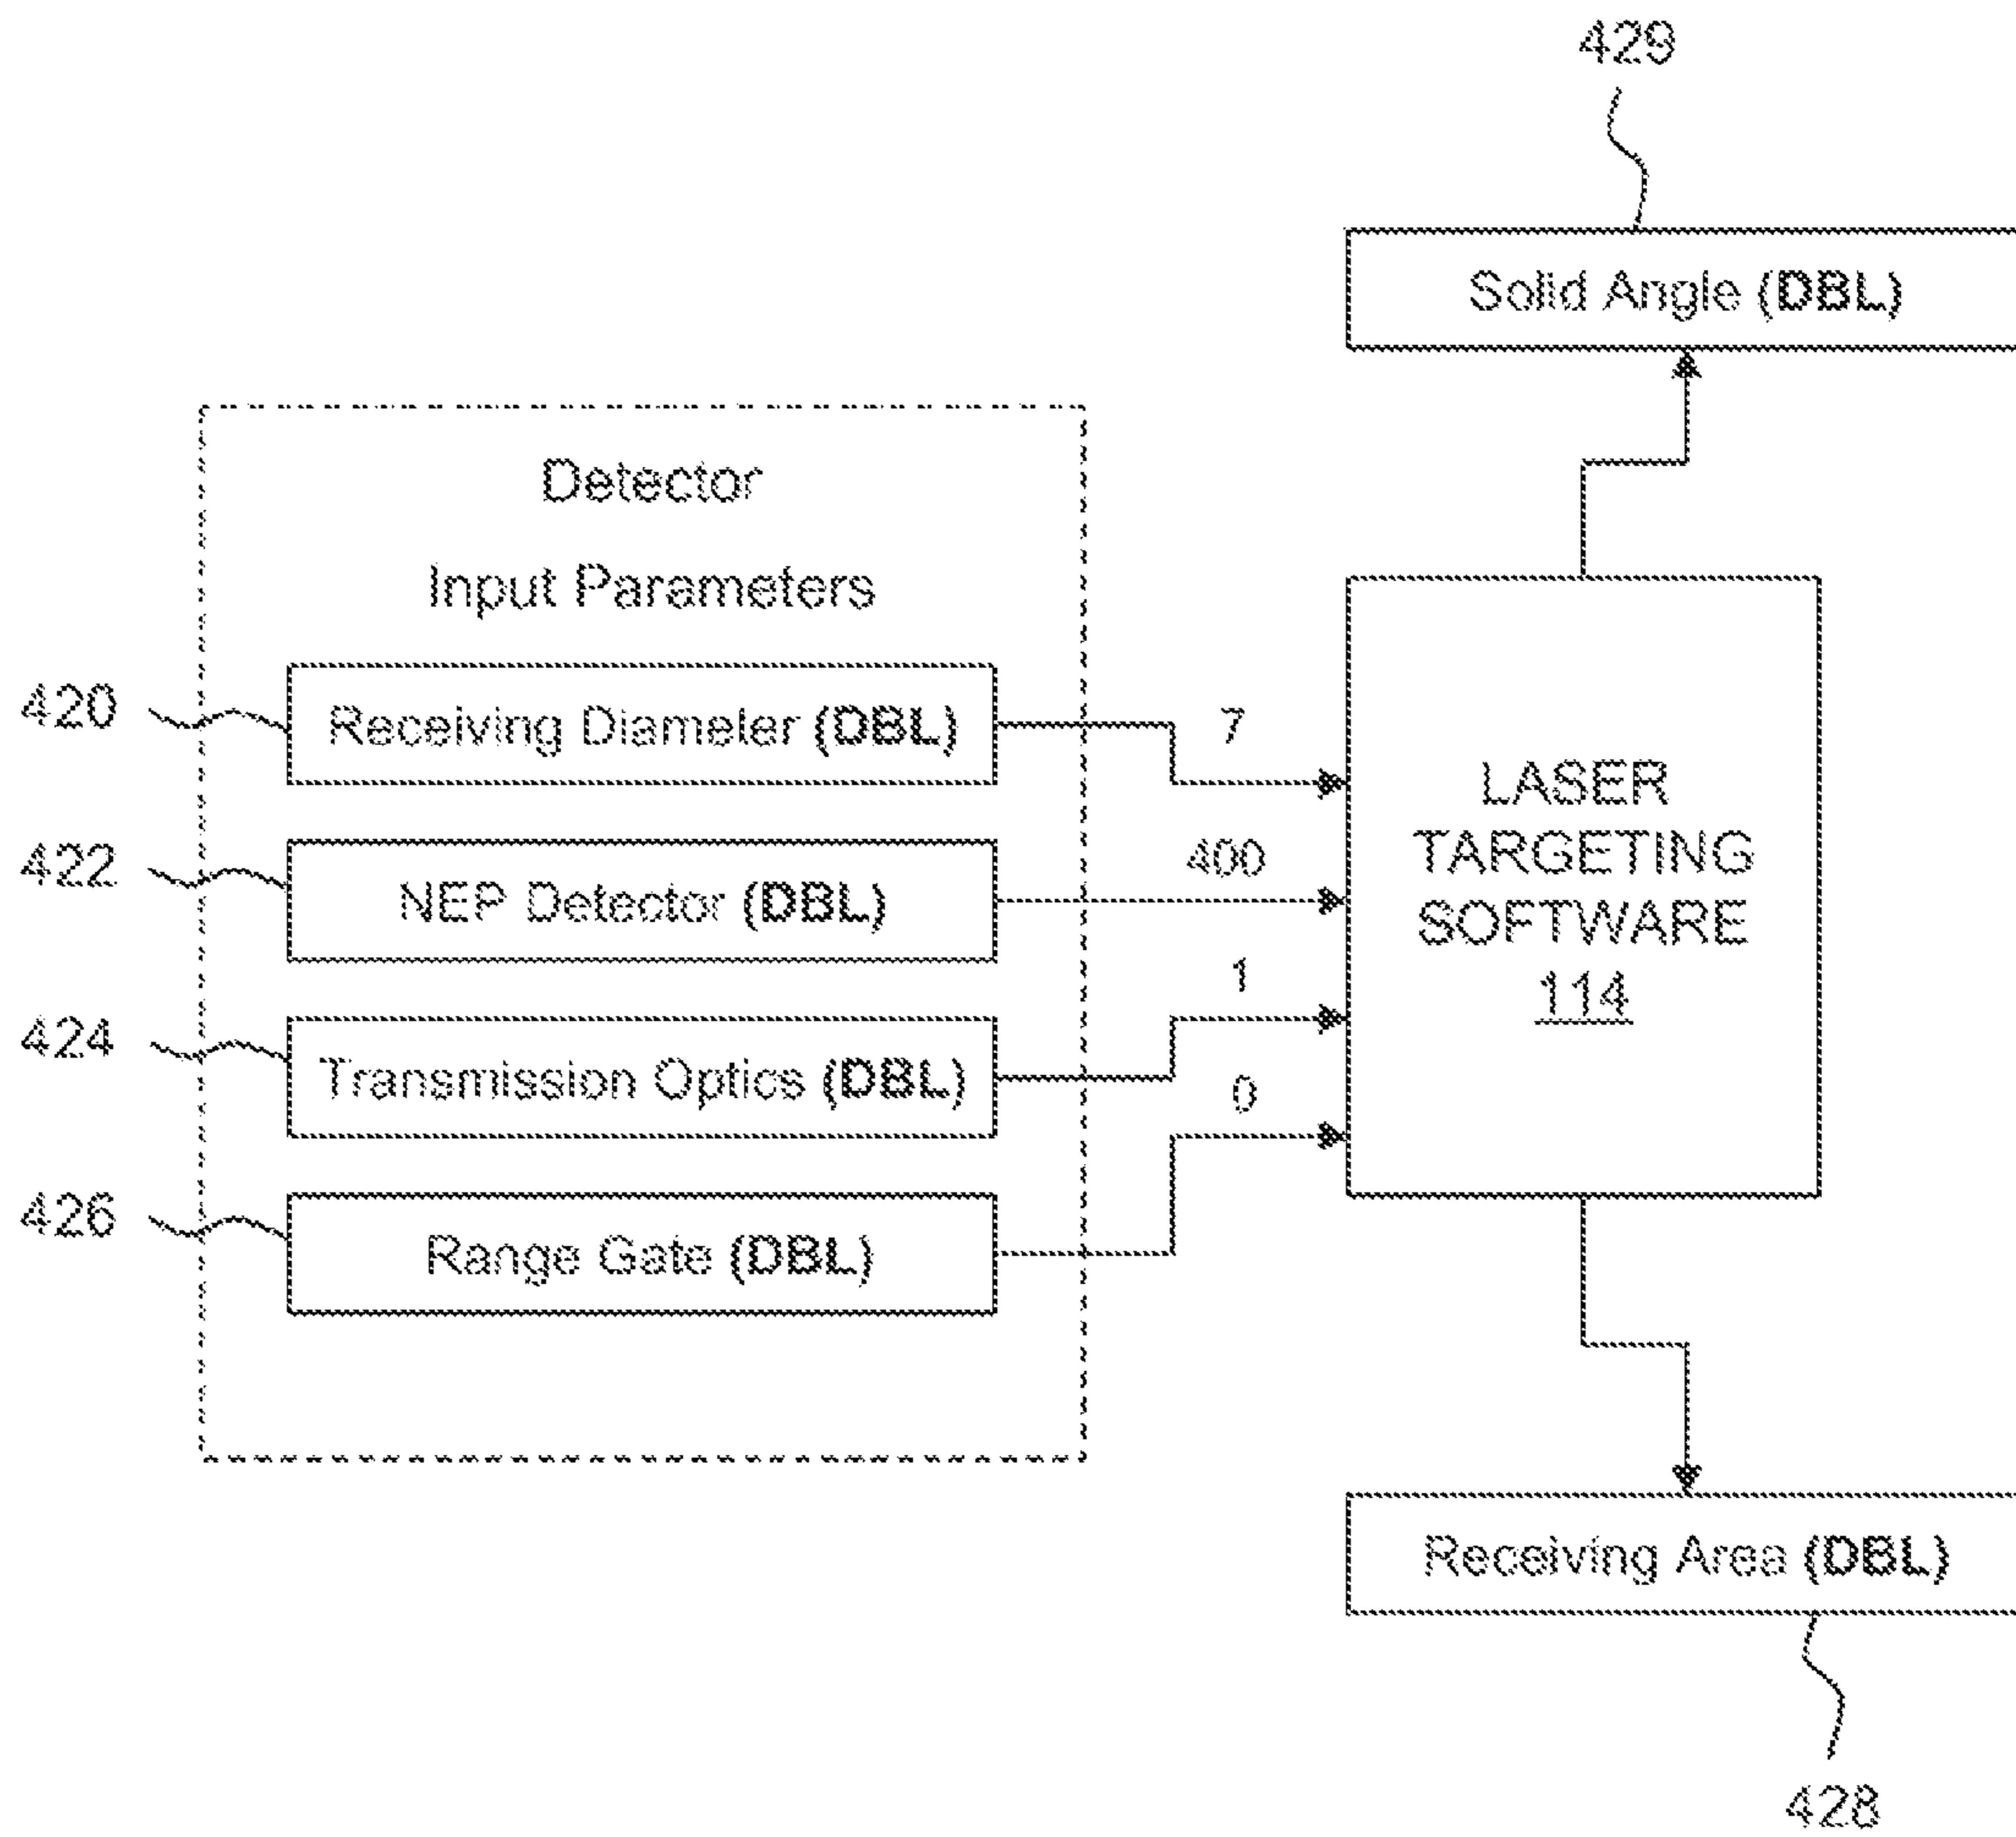 429
Solid Angle (DBL)
Detector
Input Parameters
420
Receiving Diameter (DBL)
7
422
NEP Detector (DBL)
400
424
Transmission Optics (DBL)
1
426
Range Gate (DBL)
0
LASER
TARGETING
SOFTWARE
114
Receiving Area (DBL)
428